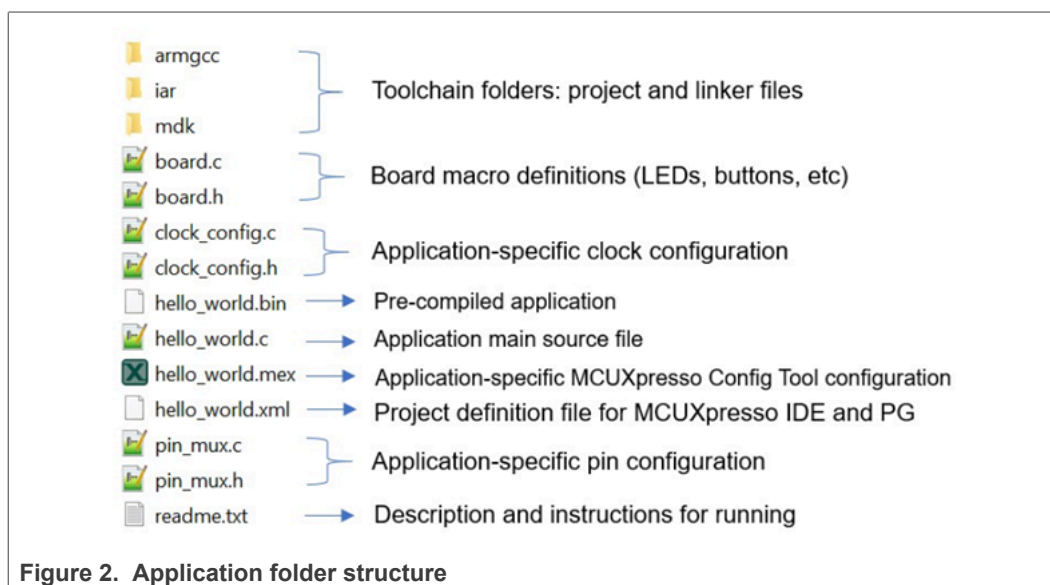 armgcc
iar
mdk
Toolchain folders: project and linker files
board.c
board.h
Board macro definitions (LEDs, buttons, etc)
clock_config.c
clock_config.h
Application-specific clock configuration
hello_world.bin Pre-compiled application
hello_world.c Application main source file
hello_world.mex Application-specific MCUXpresso Config Tool configuration
hello_world.xml Project definition file for MCUXpresso IDE and PG
pin_mux.c
pin_mux.h
Application-specific pin configuration
readme.txt Description and instructions for running
Figure 2. Application folder structure